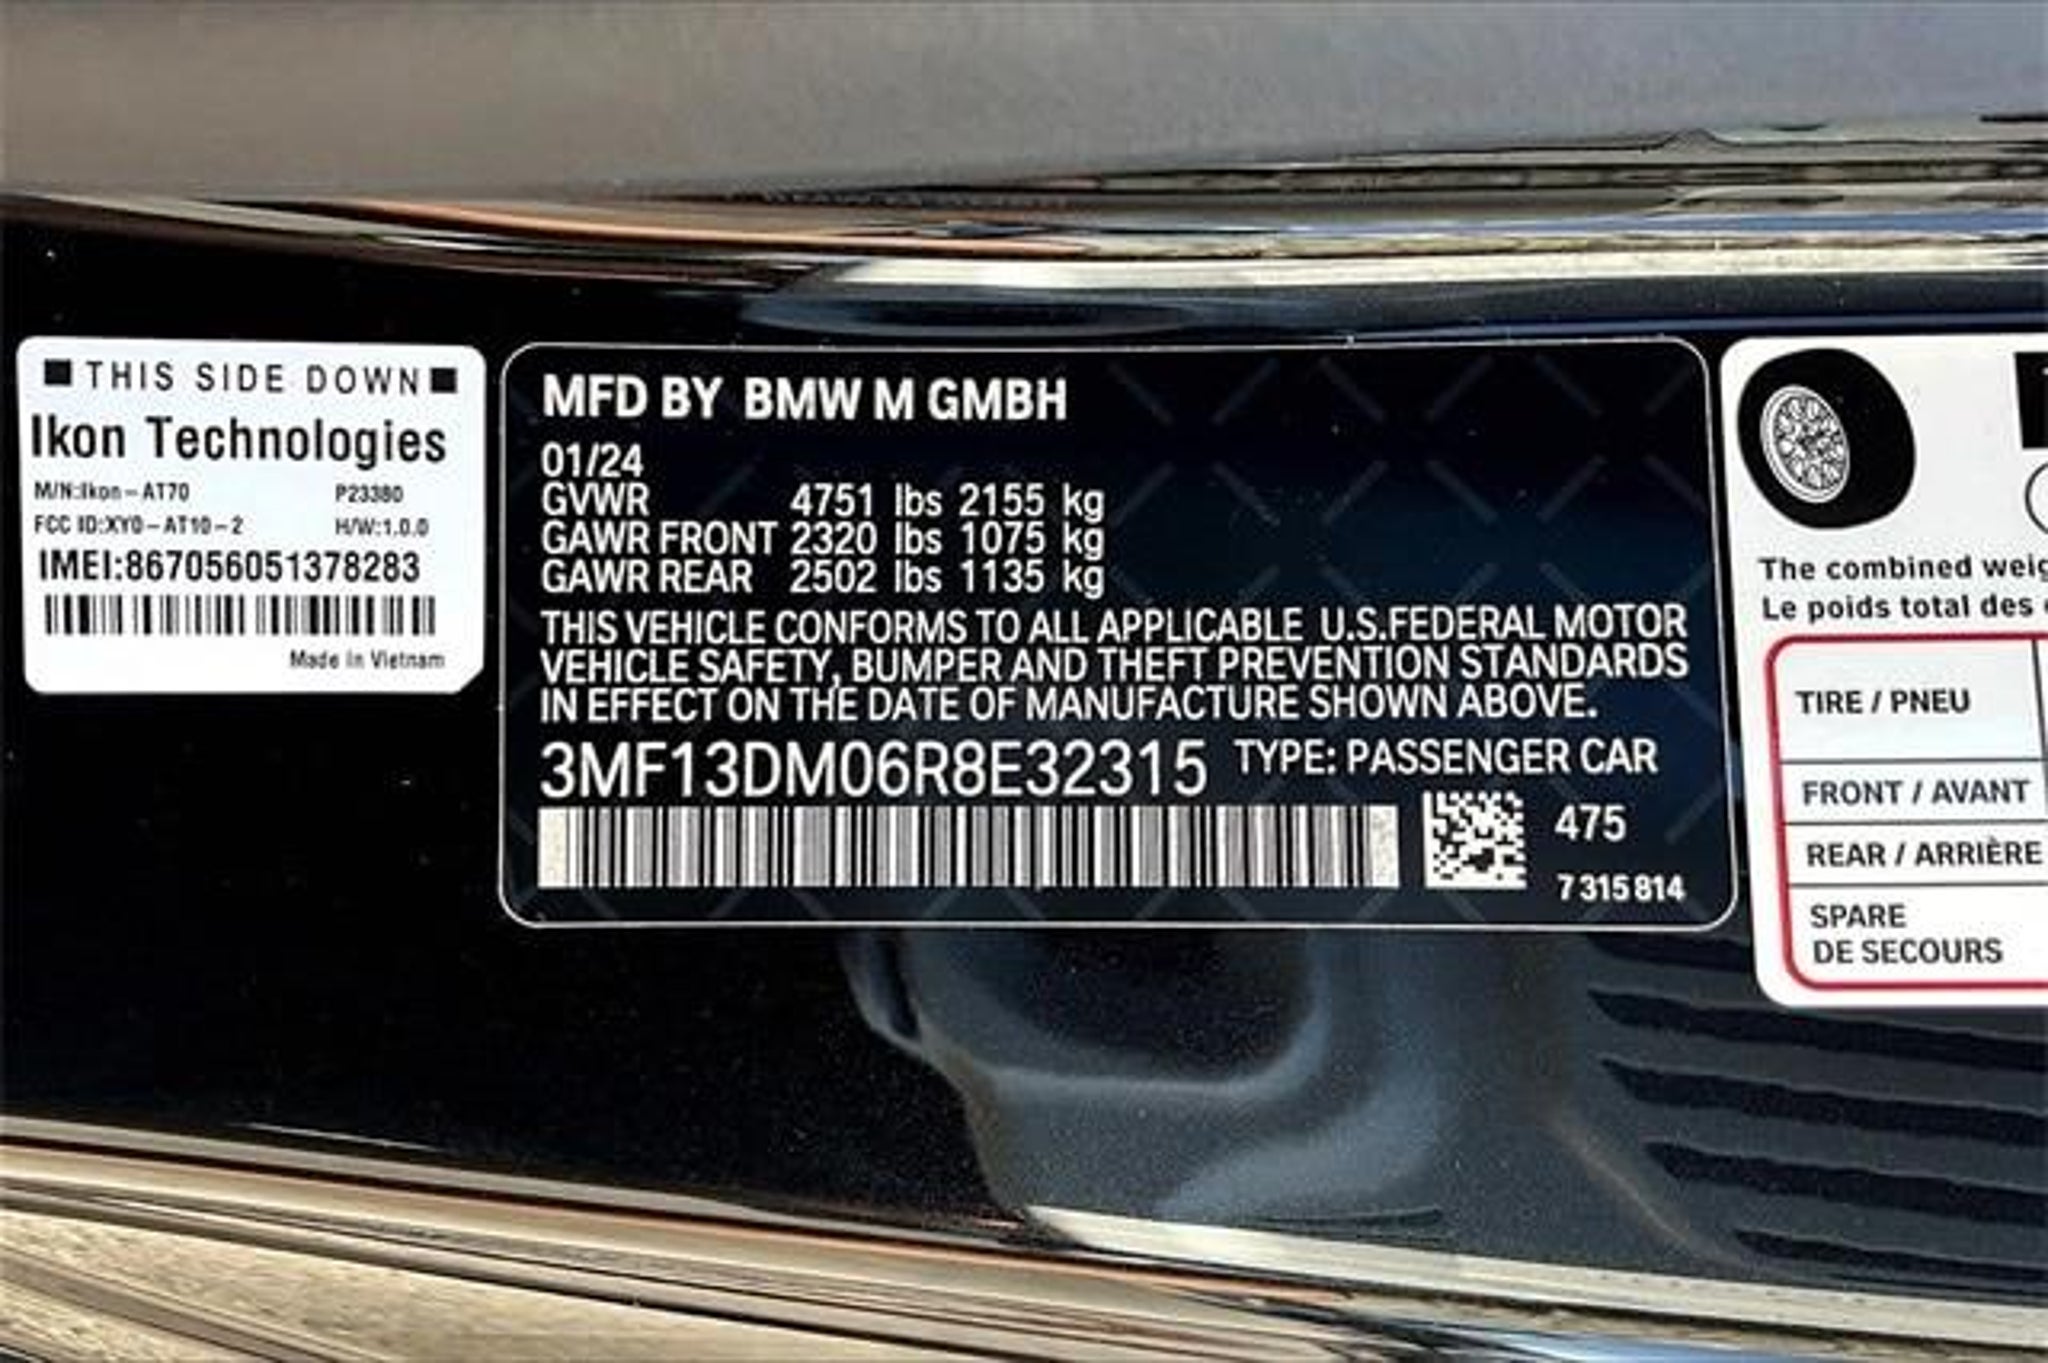 THIS SIDE DOWN
Ikon Technologies
M/N:Ikon-AT70 P23380
FCC ID:XY0-AT10-2 H/W:1.0.0
IMEI:867056051378283
Made in Vietnam
MFD BY BMW M GMBH
01/24
GVWR 4751 lbs 2155 kg
GAWR FRONT 2320 lbs 1075 kg
GAWR REAR 2502 lbs 1135 kg
THIS VEHICLE CONFORMS TO ALL APPLICABLE U.S.FEDERAL MOTOR
VEHICLE SAFETY, BUMPER AND THEFT PREVENTION STANDARDS
IN EFFECT ON THE DATE OF MANUFACTURE SHOWN ABOVE.
3MF13DM06R8E32315 TYPE: PASSENGER CAR
475
7 315 814
The combined weig
Le poids total des
TIRE / PNEU
FRONT / AVANT
REAR / ARRIÈRE
SPARE
DE SECOURS